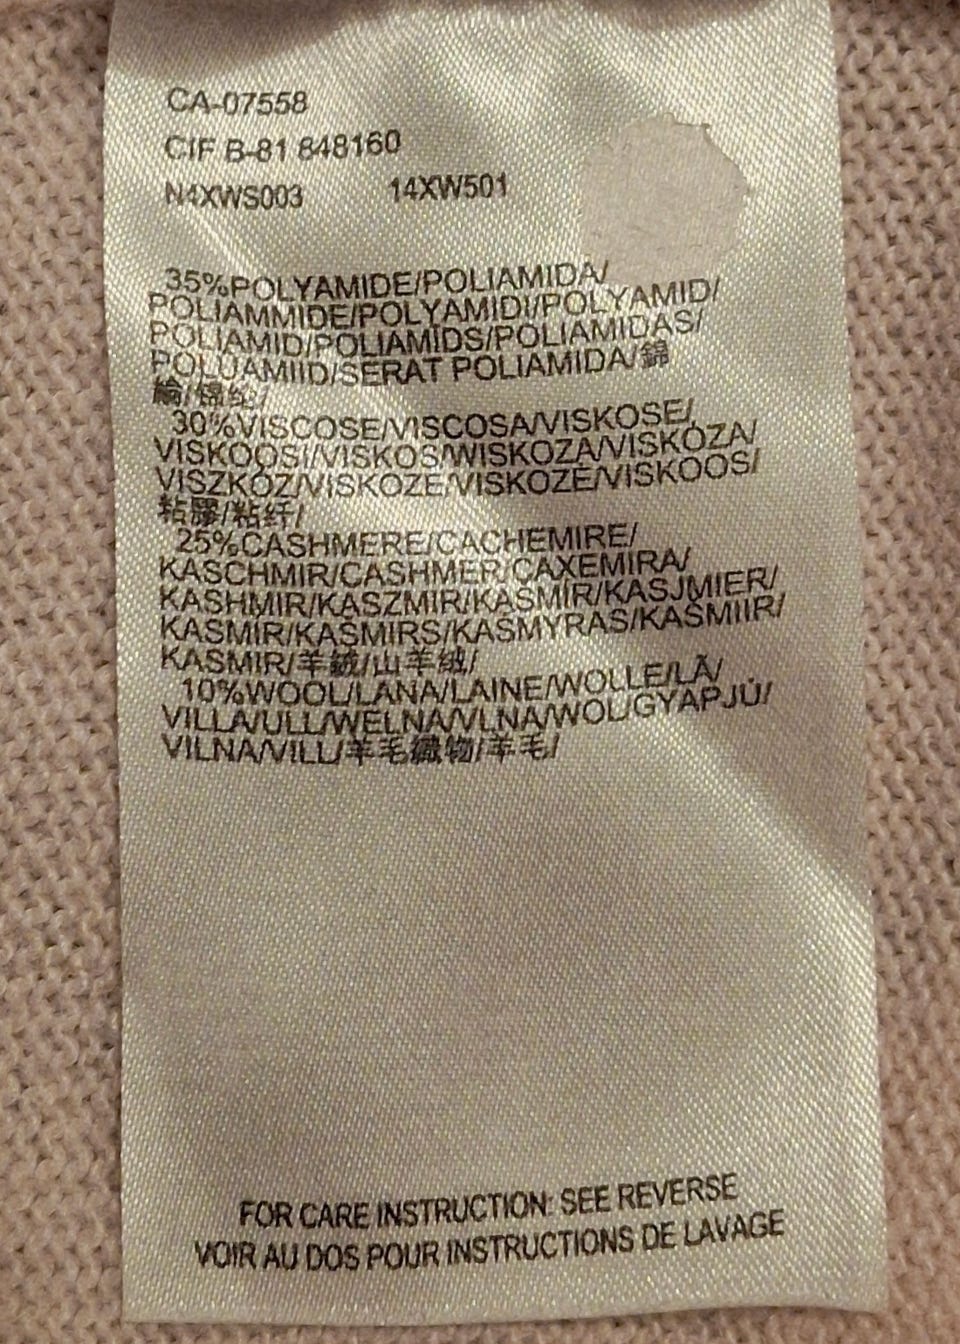 CA-07558
CIF B-81 848160
N4XWS003 14XW501
35%POLYAMIDE/POLIAMIDA/
POLIAMMIDE/POLYAMIDI/POLYAMID/
POLIAMID/POLIAMIDS/POLIAMIDAS/
POLÜAMIID/SERAT POLIAMIDA/錦
綸/锦纶/
30%VISCOSE/VISCOSA/VISKOSE/
VISKOOSI/VISKOS/WISKOZA/VISKÓZA/
VISZKÓZ/VISKOZE/VISKOZĖ/VISKOOS/
粘膠/粘纤/
25%CASHMERE/CACHEMIRE/
KASCHMIR/CASHMER/CAXEMIRA/
KASHMIR/KASZMIR/KAŠMÍR/KASJMIER/
KASMÍR/KAŠMIRS/KAŠMYRAS/KAŠMIIR/
KASMIR/羊絨/山羊绒/
10%WOOL/LANA/LAINE/WOLLE/LÃ/
VILLA/ULL/WEŁNA/VLNA/WOL/GYAPJÚ/
VILNA/VILL/羊毛織物/羊毛/
FOR CARE INSTRUCTION: SEE REVERSE
VOIR AU DOS POUR INSTRUCTIONS DE LAVAGE